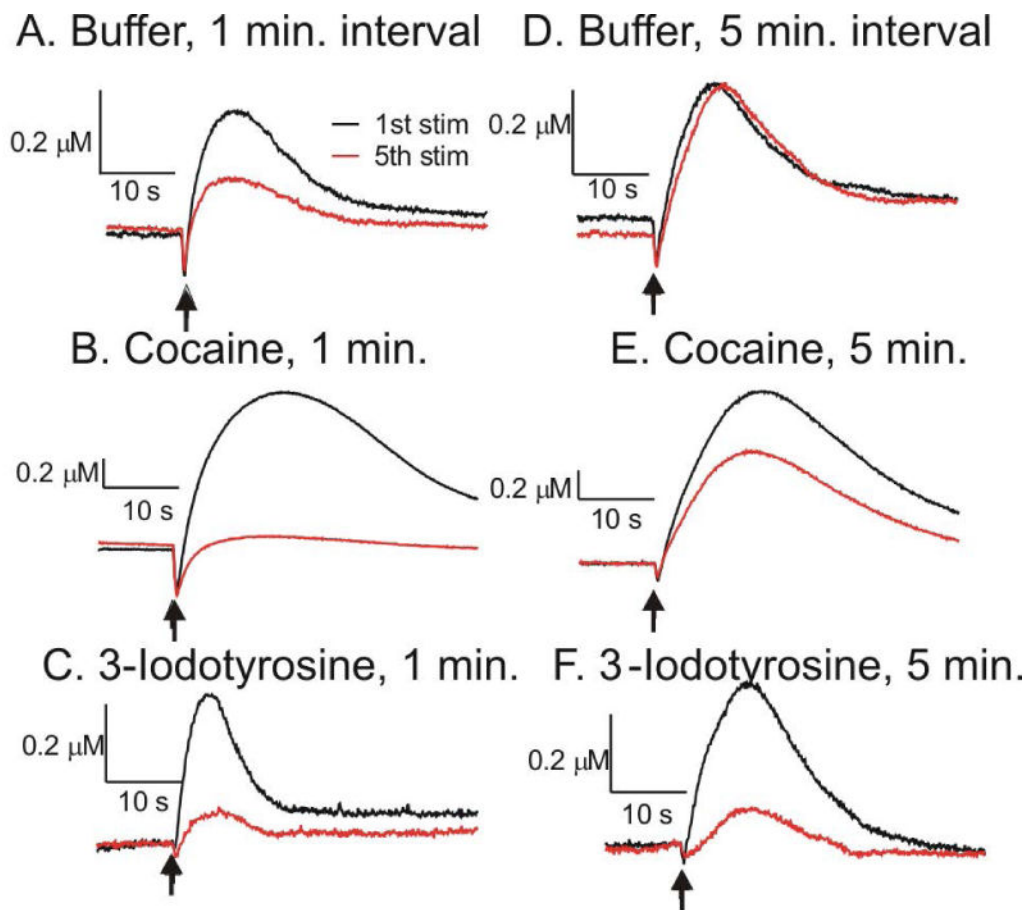 A. Buffer, 1 min. interval
0.2 μM
10 s
1st stim
5th stim
D. Buffer, 5 min. interval
0.2 μM
10 s
B. Cocaine, 1 min.
0.2 μM
10 s
E. Cocaine, 5 min.
0.2 μM
10 s
C. 3-Iodotyrosine, 1 min.
0.2 μM
10 s
F. 3-Iodotyrosine, 5 min.
0.2 μM
10 s